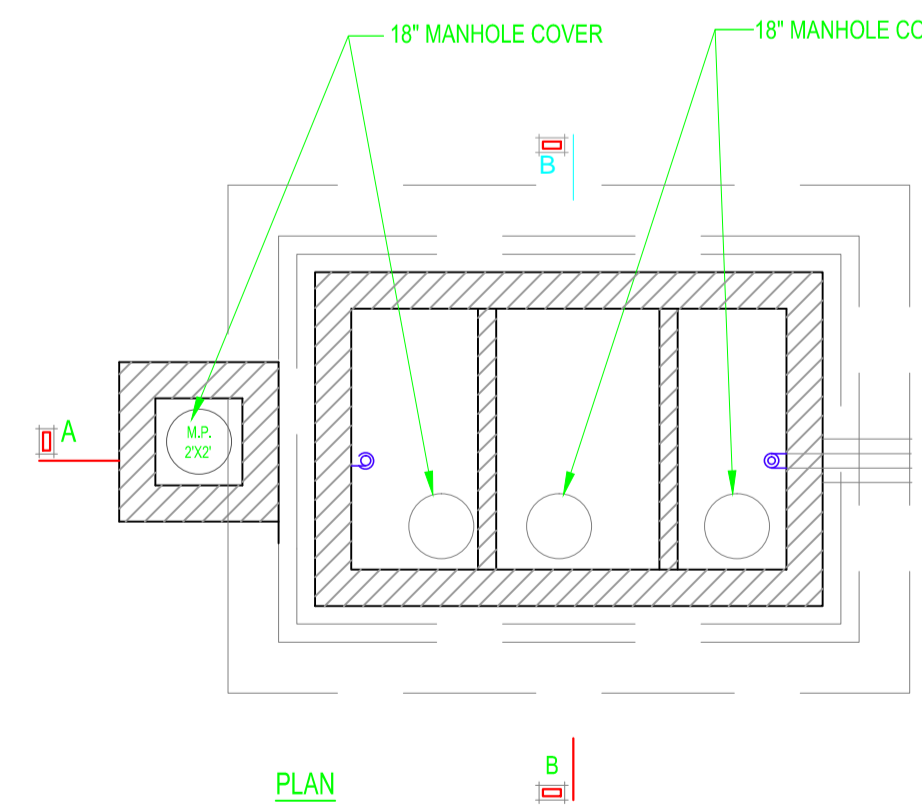 18" MANHOLE COVER
18" MANHOLE CO
B
A
M.P.
2'X2'
B
PLAN